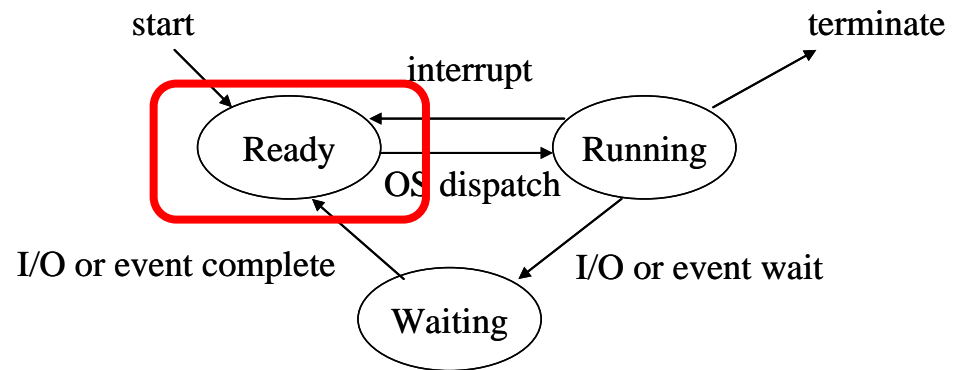 start
terminate
interrupt
Ready
Running
OS dispatch
I/O or event complete
I/O or event wait
Waiting